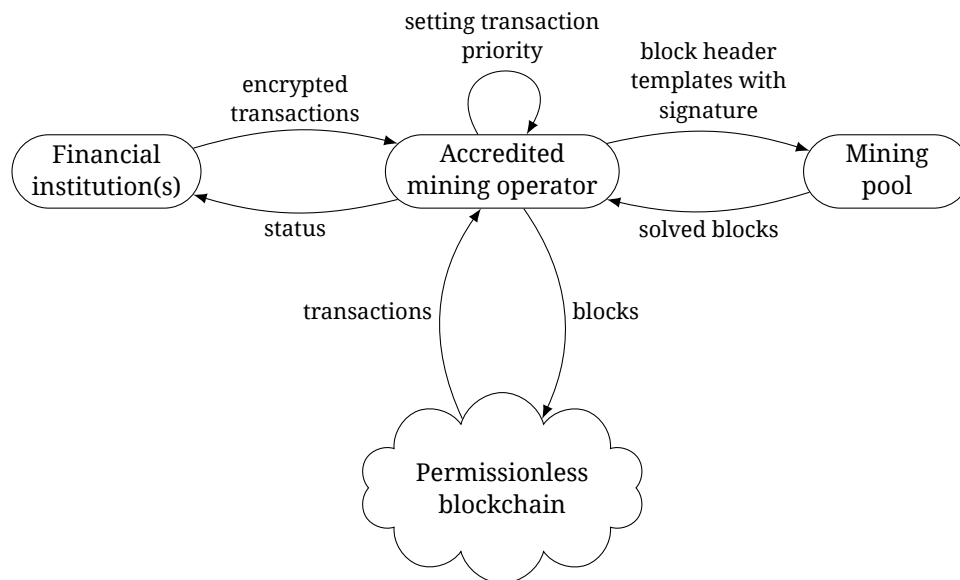 setting transaction
priority
block header
templates with
signature
encrypted
transactions
Financial
institution(s)
Accredited
mining operator
Mining
pool
status
solved blocks
transactions
blocks
Permissionless
blockchain